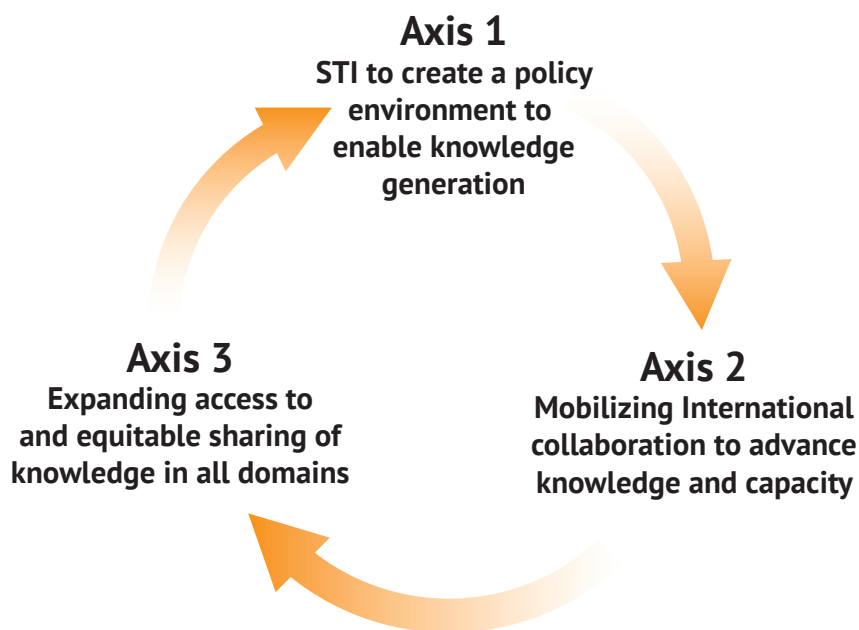 Axis 1
STI to create a policy
environment to
enable knowledge
generation
Axis 2
Mobilizing International
collaboration to advance
knowledge and capacity
Axis 3
Expanding access to
and equitable sharing of
knowledge in all domains